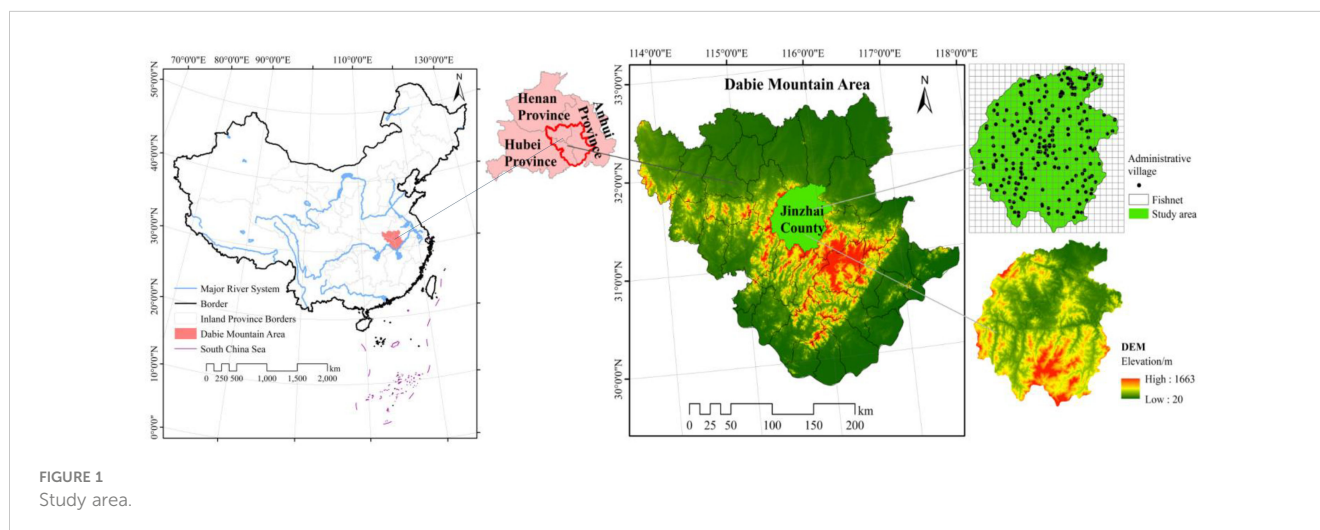 70°0'0"E 80°0'0"E 90°0'0"E 110°0'0"E 120°0'0"E 130°0'0"E
50°0'0"N
40°0'0"N
30°0'0"N
20°0'0"N
10°0'0"N
0°0'0"
N
Major River System
Border
Inland Province Borders
Dabie Mountain Area
South China Sea
km
0 250 500 1,000 1,500 2,000
Henan
Province
Anhui
Province
Hubei
Province
114°0'0"E 115°0'0"E 116°0'0"E 117°0'0"E 118°0'0"E
33°0'0"N
32°0'0"N
31°0'0"N
30°0'0"N
Dabie Mountain Area
N
Jinzhai
County
km
0 25 50 100 150 200
Administrative
village
Fishnet
Study area
DEM
Elevation/m
High : 1663
Low : 20
FIGURE 1
Study area.